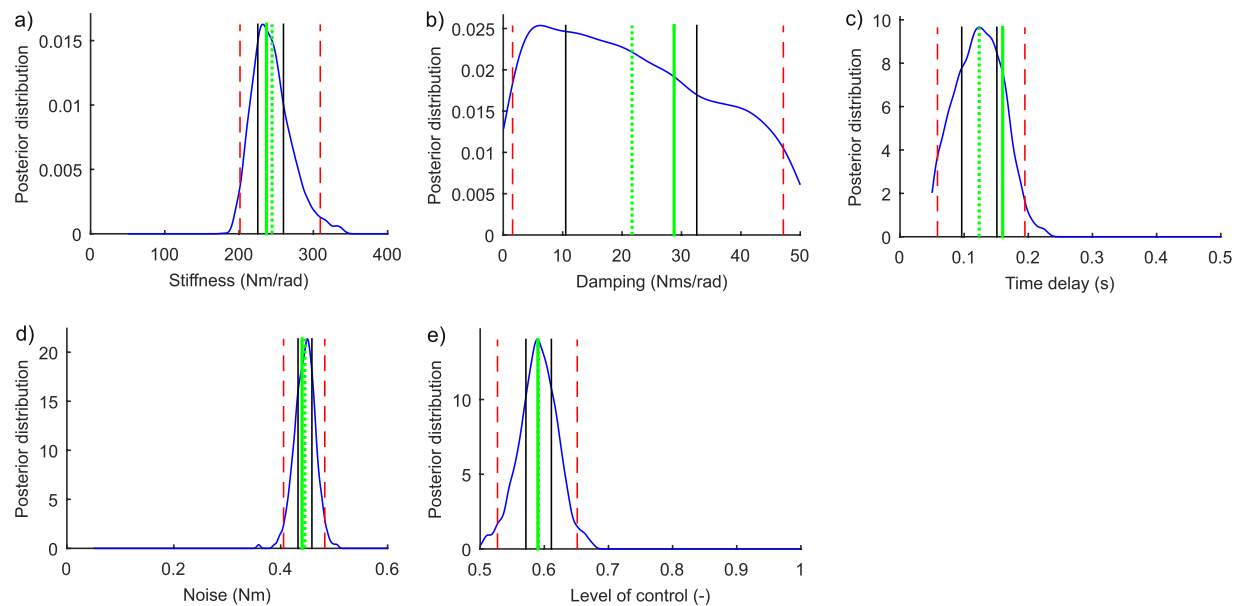 a)
Posterior distribution
0.015
0.01
0.005
0
0 100 200 300 400
Stiffness (Nm/rad)
b)
Posterior distribution
0.025
0.02
0.015
0.01
0.005
0
0 10 20 30 40 50
Damping (Nms/rad)
c)
Posterior distribution
10
8
6
4
2
0
0 0.1 0.2 0.3 0.4 0.5
Time delay (s)
d)
Posterior distribution
20
15
10
5
0
0 0.2 0.4 0.6
Noise (Nm)
e)
Posterior distribution
10
5
0
0.5 0.6 0.7 0.8 0.9 1
Level of control (-)